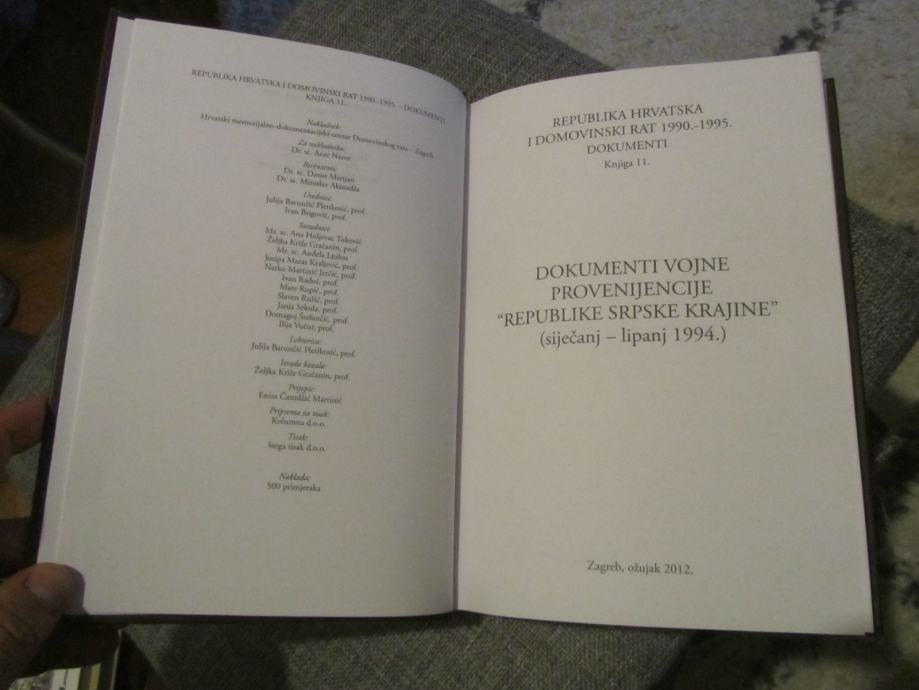 REPUBLIKA HRVATSKA I DOMOVINSKI RAT 1990.-1995. – DOKUMENTI
KNJIGA 11.
Nakladnik:
Hrvatski memorijalno-dokumentacijski centar Domovinskog rata – Zagreb
Za nakladnika:
Dr. sc. Ante Nazor
Recenzenti:
Dr. sc. Davor Marijan
Dr. sc. Miroslav Akmadža
Urednici:
Julija Barunčić Pletikosić, prof.
Ivan Brigović, prof.
Suradnici:
Mr. sc. Ana Holjevac Tuković
Željka Križe Gračanin, prof.
Mr. sc. Anđela Ljubas
Josipa Maras Kraljević, prof.
Natko Martinić Jerčić, prof.
Ivan Radoš, prof.
Mate Rupić, prof.
Slaven Ružić, prof.
Janja Sekula, prof.
Domagoj Štefančić, prof.
Ilija Vučur, prof.
Lektorica:
Julija Barunčić Pletikosić, prof.
Izrada kazala:
Željka Križe Gračanin, prof.
Prijepis:
Enisa Martinić
Priprema za tisak:
Kolumna d.o.o.
Tisak:
Stega tisak d.o.o.
Naklada:
500 primjeraka
REPUBLIKA HRVATSKA
I DOMOVINSKI RAT 1990.-1995.
DOKUMENTI
Knjiga 11.
DOKUMENTI VOJNE
PROVENIJENCIJE
“REPUBLIKE SRPSKE KRAJINE”
(siječanj – lipanj 1994.)
Zagreb, ožujak 2012.